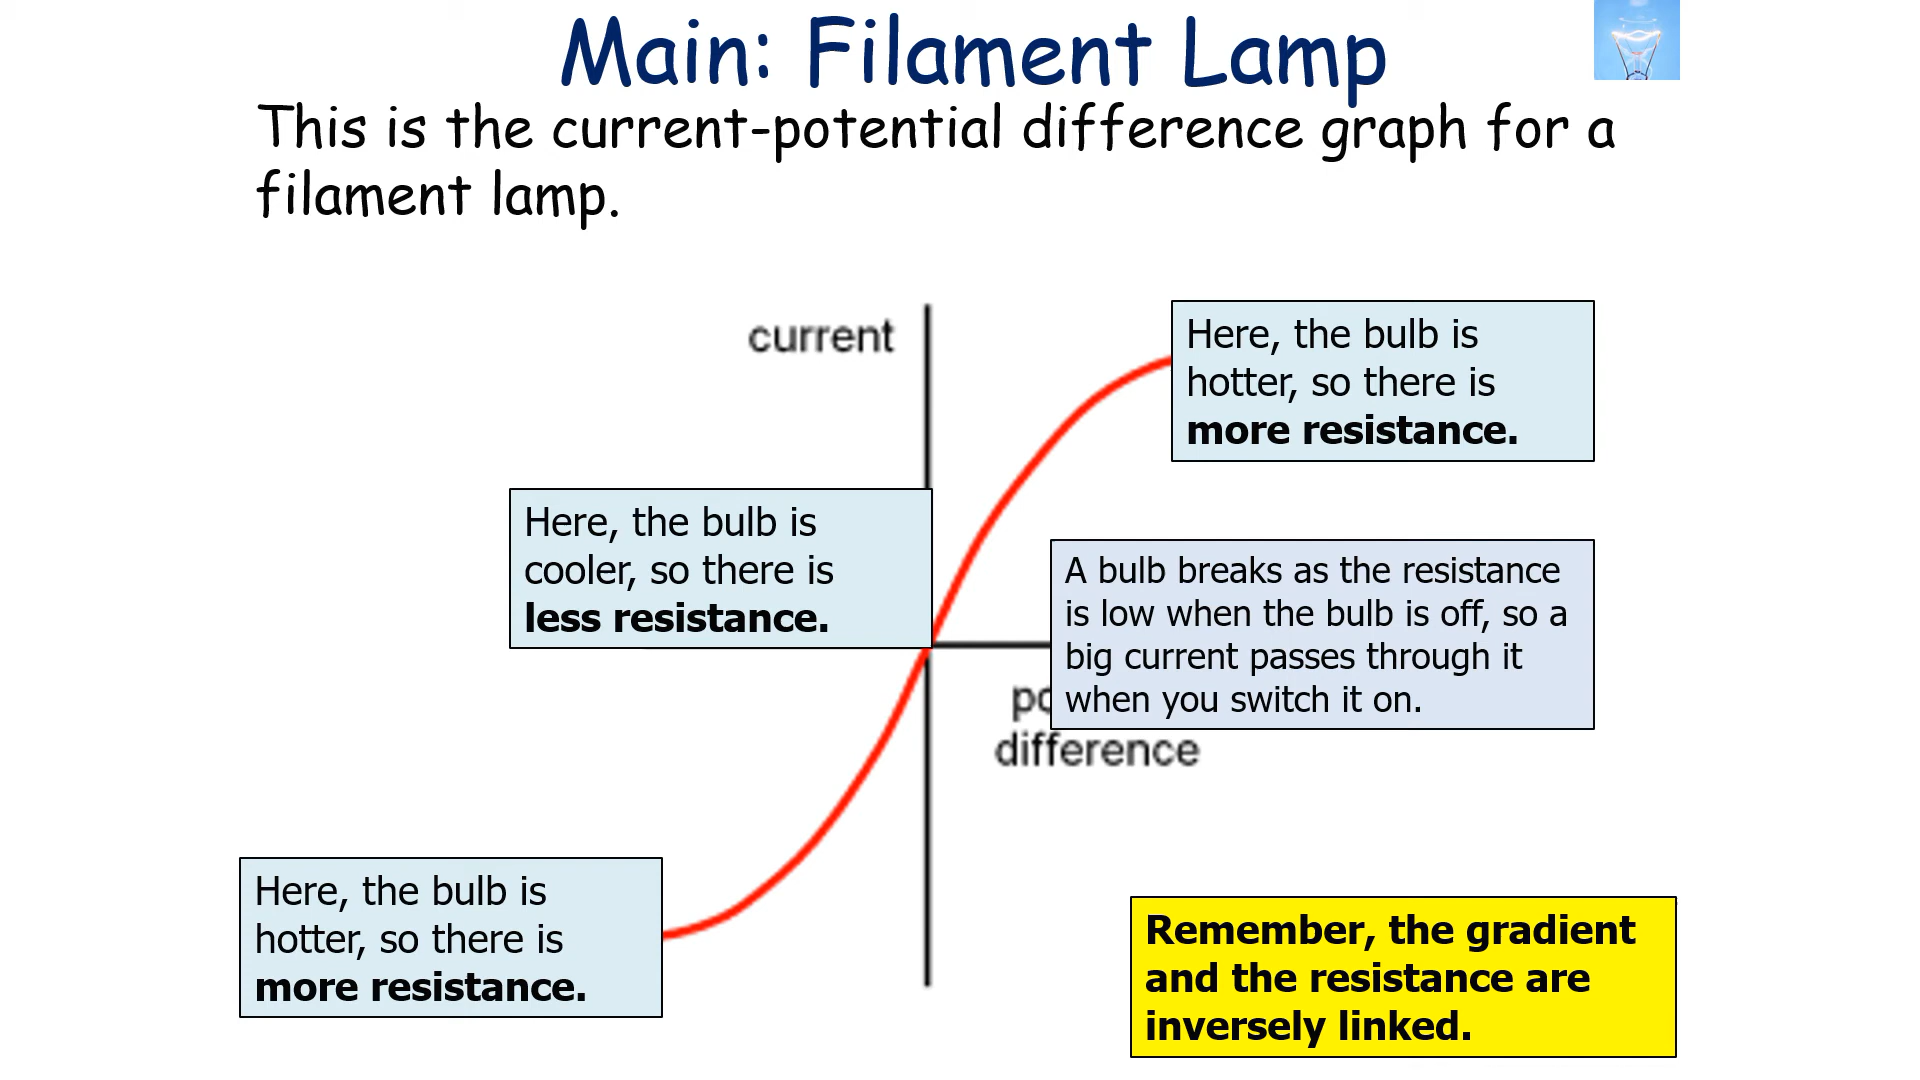 Main: Filament Lamp
This is the current-potential difference graph for a
filament lamp.
current
Here, the bulb is
hotter, so there is
more resistance.
Here, the bulb is
cooler, so there is
less resistance.
A bulb breaks as the resistance
is low when the bulb is off, so a
big current passes through it
when you switch it on.
difference
Here, the bulb is
hotter, so there is
more resistance.
Remember, the gradient
and the resistance are
inversely linked.